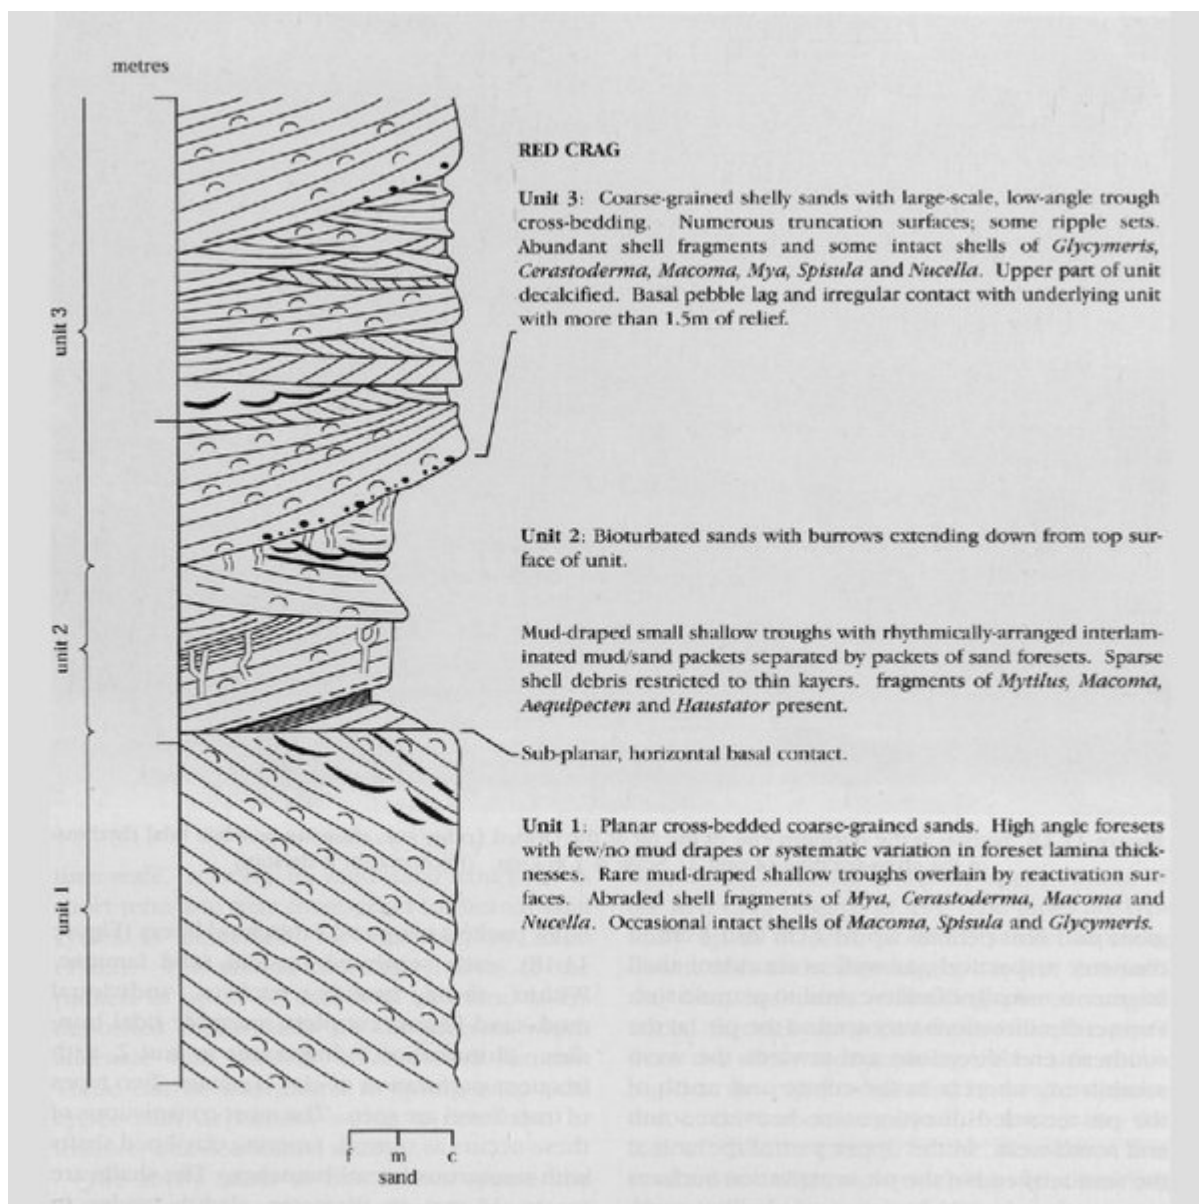 metres
RED CRAG
Unit 3: Coarse-grained shelly sands with large-scale, low-angle trough
cross-bedding. Numerous truncation surfaces; some ripple sets.
Abundant shell fragments and some intact shells of Glycymeris,
Cerastoderma, Macoma, Mya, Spisula and Nucella. Upper part of unit
decalcified. Basal pebble lag and irregular contact with underlying unit
with more than 1.5m of relief.
unit 3
Unit 2: Bioturbated sands with burrows extending down from top sur-
face of unit.
unit 2
Mud-draped small shallow troughs with rhythmically-arranged interlam-
inated mud/sand packets separated by packets of sand foresets. Sparse
shell debris restricted to thin kayers. fragments of Mytilus, Macoma,
Aequipecten and Haustator present.
Sub-planar, horizontal basal contact.
Unit 1: Planar cross-bedded coarse-grained sands. High angle foresets
with few/no mud drapes or systematic variation in foreset lamina thick-
nesses. Rare mud-draped shallow troughs overlain by reactivation sur-
faces. Abraded shell fragments of Mya, Cerastoderma, Macoma and
Nucella. Occasional intact shells of Macoma, Spisula and Glycymeris.
unit 1
f m c
sand